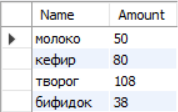 Name Amount
молоко 50
кефир 80
творог 108
бифидок 38